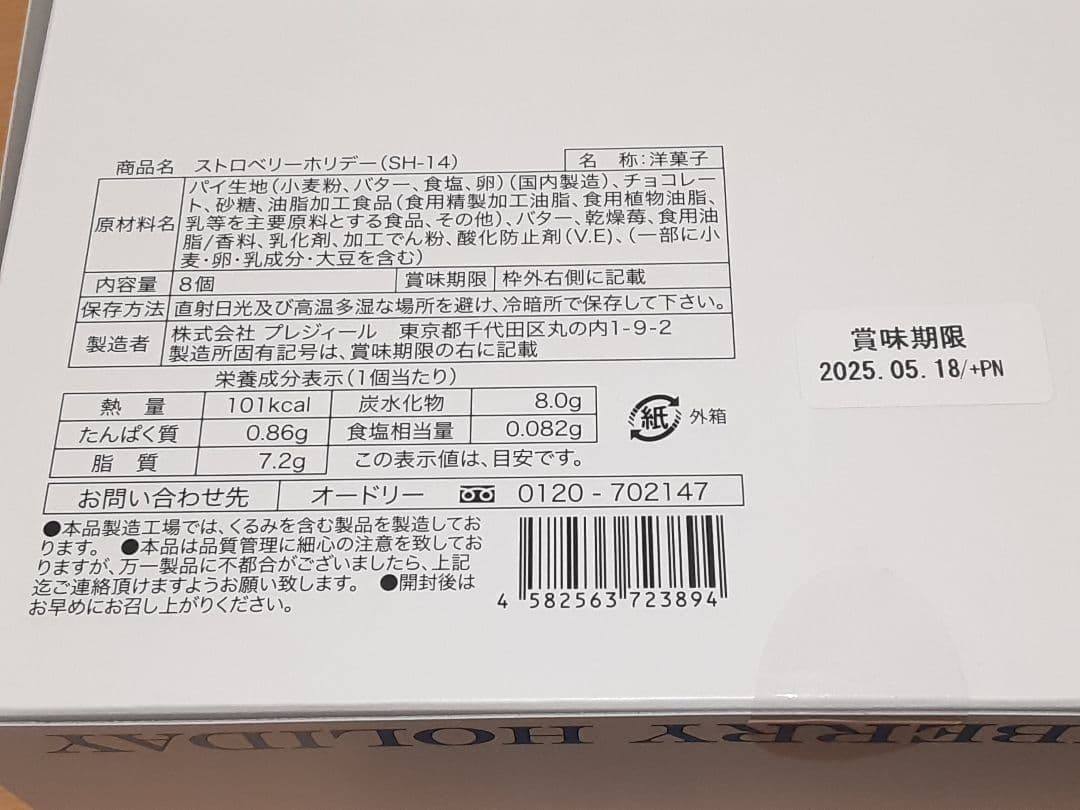 商品名 ストロベリーホリデー(SH-14)
名 称:洋菓子
原材料名
パイ生地(小麦粉、バター、食塩、卵)(国内製造)、チョコレー
ト、砂糖、油脂加工食品(食用精製加工油脂、食用植物油脂、
乳等を主要原料とする食品、その他)、バター、乾燥苺、食用油
脂/香料、乳化剤、加工でん粉、酸化防止剤(V.E)、(一部に小
麦・卵・乳成分・大豆を含む)
内容量 8個 賞味期限 枠外右側に記載
保存方法 直射日光及び高温多湿な場所を避け、冷暗所で保存して下さい。
製造者
株式会社 プレジィール 東京都千代田区丸の内1-9-2
製造所固有記号は、賞味期限の右に記載
賞味期限
2025.05.18/+PN
栄養成分表示(1個当たり)
熱 量 101kcal 炭水化物 8.0g
たんぱく質 0.86g 食塩相当量 0.082g
脂 質 7.2g この表示値は、目安です。
紙 外箱
お問い合わせ先 オードリー 0120-702147
●本品製造工場では、くるみを含む製品を製造してお
ります。 ●本品は品質管理に細心の注意を致してお
りますが、万一製品に不都合がございましたら、上記
迄ご連絡頂けますようお願い致します。 ●開封後は
お早めにお召し上がりください。
4 582563 723894
BERRY HOLIDAY